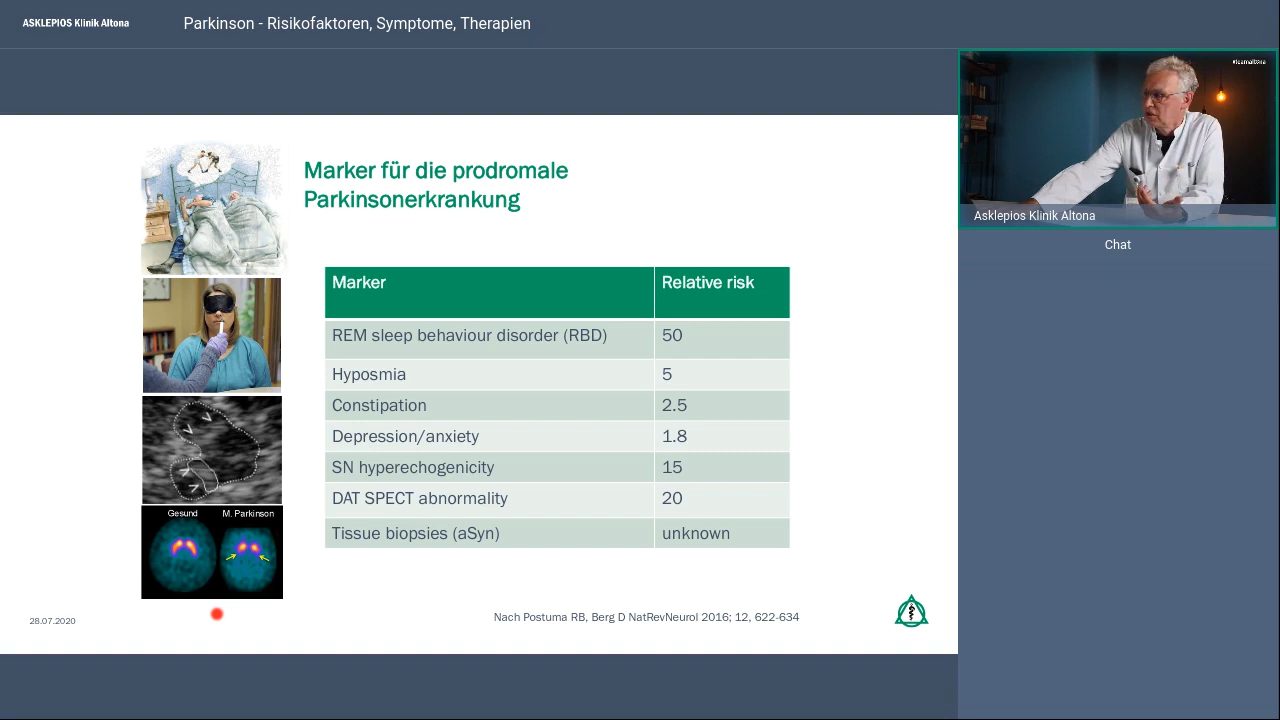 ASKLEPIOS Klinik Altona
Parkinson - Risikofaktoren, Symptome, Therapien
#teamaltona
Asklepios Klinik Altona
Chat
Marker für die prodromale
Parkinsonerkrankung
Marker Relative risk
REM sleep behaviour disorder (RBD) 50
Hyposmia 5
Constipation 2.5
Depression/anxiety 1.8
SN hyperechogenicity 15
DAT SPECT abnormality 20
Tissue biopsies (aSyn) unknown
Gesund M. Parkinson
Nach Postuma RB, Berg D NatRevNeurol 2016; 12, 622-634
28.07.2020